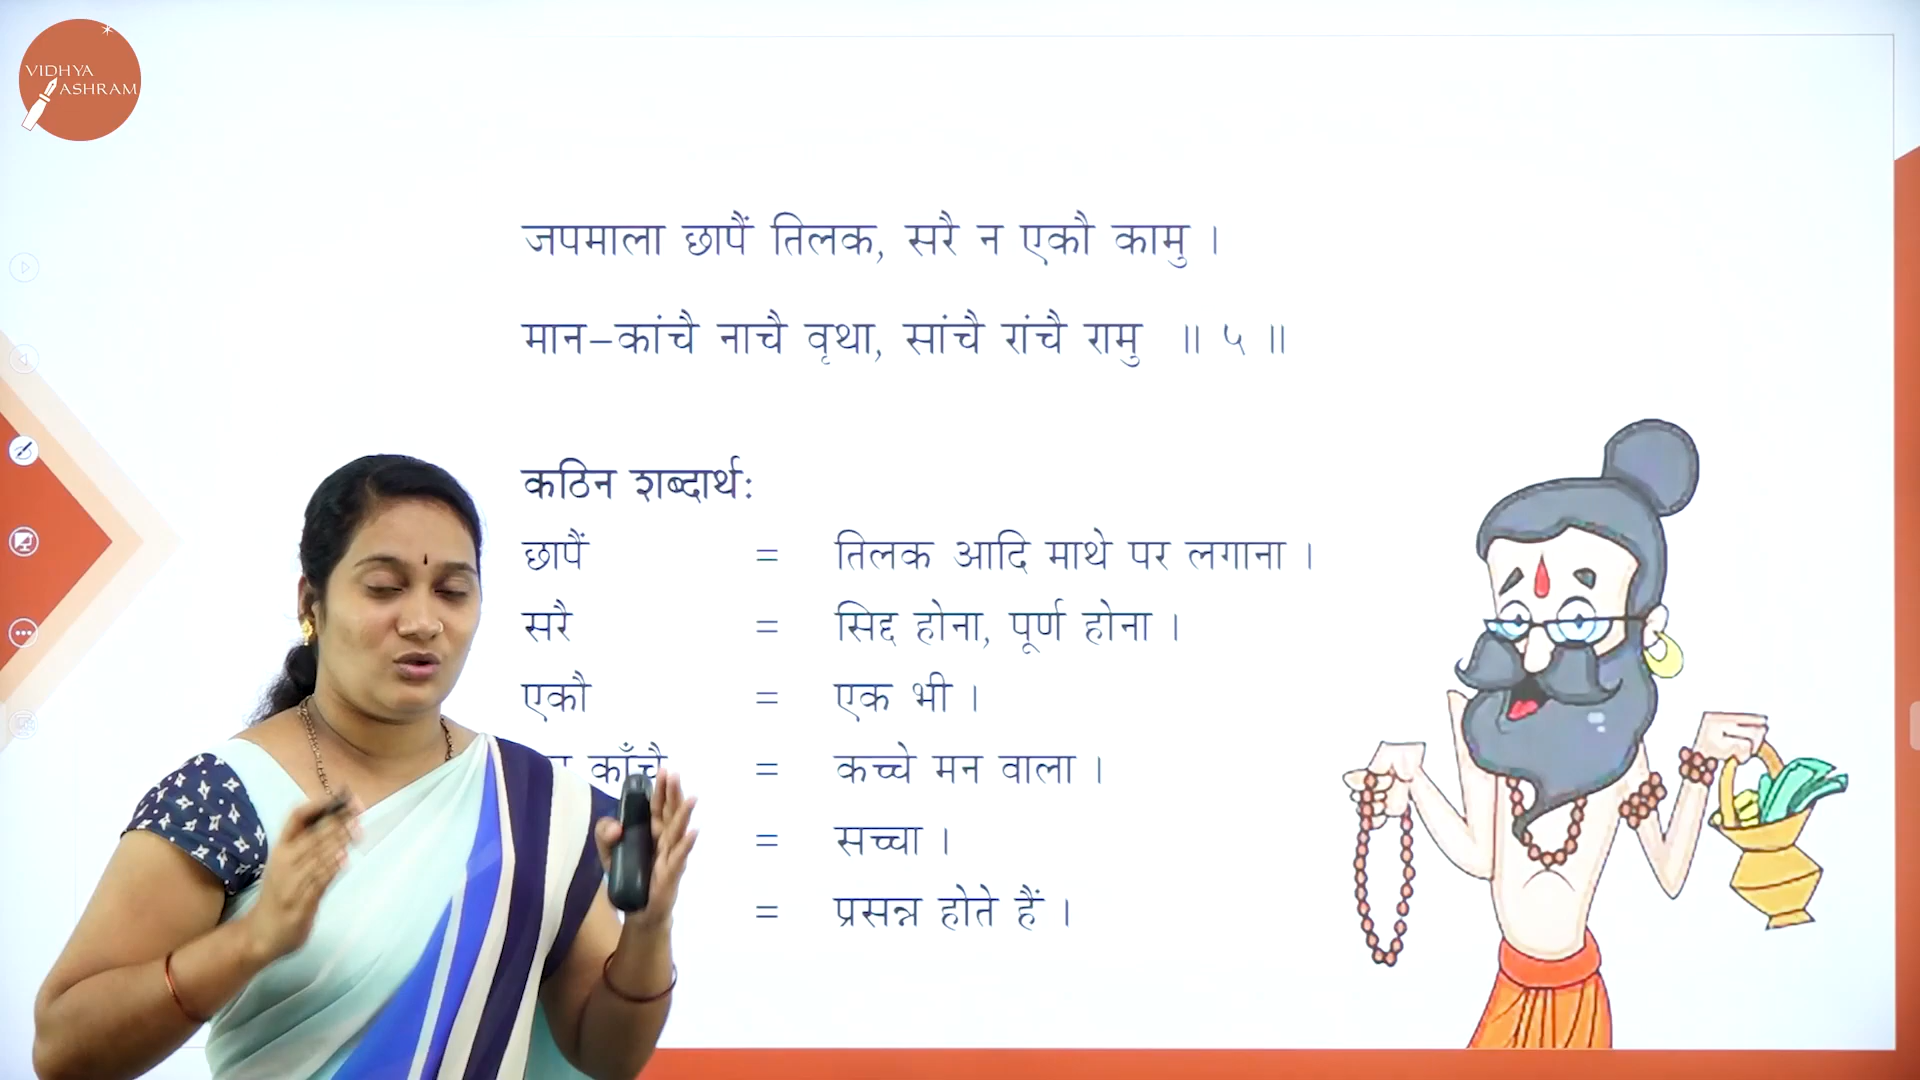 VIDHYA
ASHRAM
जपमाला छापैं तिलक, सरै न एकौ कामु ।
मान-कांचै नाचै वृथा, सांचै रांचै रामु ॥ ५ ॥
कठिन शब्दार्थ:
छापैं = तिलक आदि माथे पर लगाना ।
सरै = सिद्द होना, पूर्ण होना ।
एकौ = एक भी ।
काँचै = कच्चे मन वाला ।
= सच्चा ।
= प्रसन्न होते हैं ।